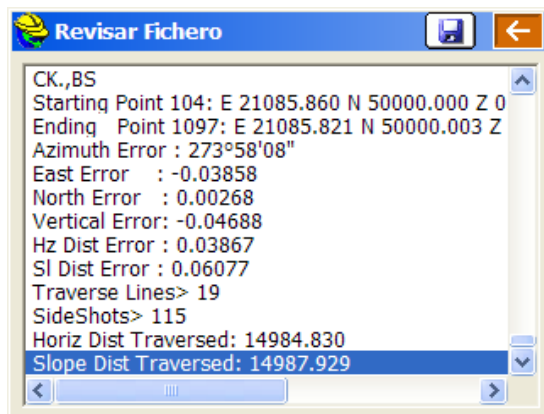 Revisar Fichero
CK.,BS
Starting Point 104: E 21085.860 N 50000.000 Z 0
Ending   Point 1097: E 21085.821 N 50000.003 Z
Azimuth Error : 273°58'08"
East Error    : -0.03858
North Error  : 0.00268
Vertical Error: -0.04688
Hz Dist Error : 0.03867
Sl Dist Error : 0.06077
Traverse Lines> 19
SideShots> 115
Horiz Dist Traversed: 14984.830
Slope Dist Traversed: 14987.929